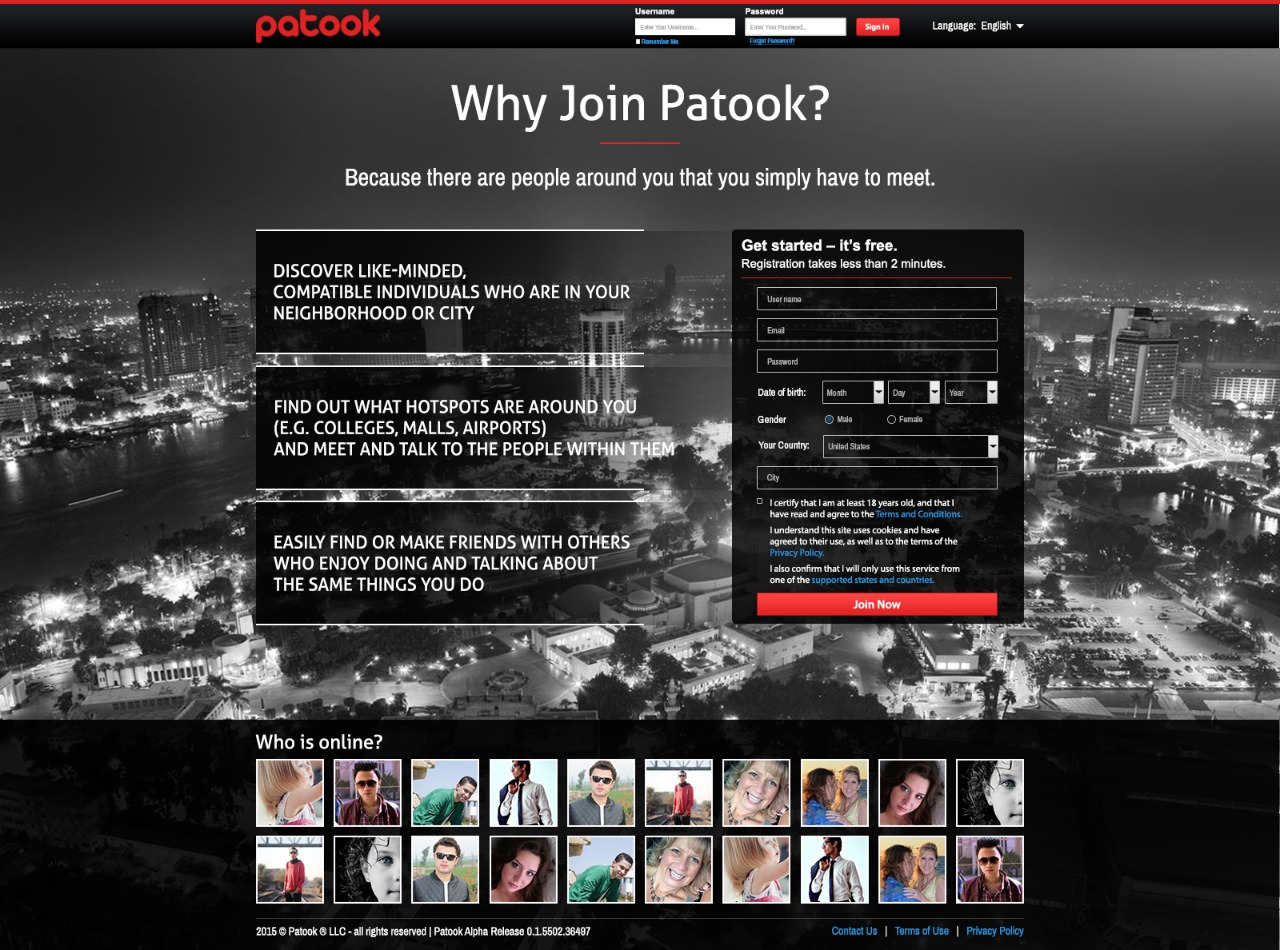 patook
Username
Password
Enter Your Username...
Enter Your Password...
Sign In
Language: English
Remember Me
Forgot Password?
Why Join Patook?
Because there are people around you that you simply have to meet.
DISCOVER LIKE-MINDED,
COMPATIBLE INDIVIDUALS WHO ARE IN YOUR
NEIGHBORHOOD OR CITY
FIND OUT WHAT HOTSPOTS ARE AROUND YOU
(E.G. COLLEGES, MALLS, AIRPORTS)
AND MEET AND TALK TO THE PEOPLE WITHIN THEM
EASILY FIND OR MAKE FRIENDS WITH OTHERS
WHO ENJOY DOING AND TALKING ABOUT
THE SAME THINGS YOU DO
Get started – it's free.
Registration takes less than 2 minutes.
User name
Email
Password
Date of birth: Month Day Year
Gender Male Female
Your Country: United States
City
I certify that I am at least 18 years old, and that I
have read and agree to the Terms and Conditions.
I understand this site uses cookies and have
agreed to their use, as well as to the terms of the
Privacy Policy.
I also confirm that I will only use this service from
one of the supported states and countries.
Join Now
Who is online?
2015 © Patook ® LLC - all rights reserved | Patook Alpha Release 0.1.5502.36497
Contact Us | Terms of Use | Privacy Policy